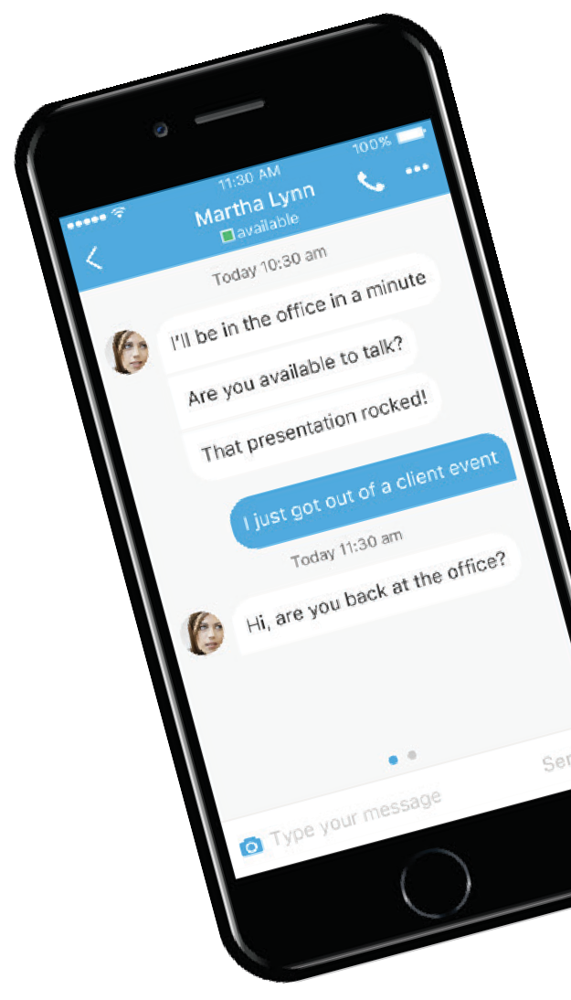 100%
11:30 AM
Martha Lynn
available
Today 10:30 am
I'll be in the office in a minute
Are you available to talk?
That presentation rocked!
I just got out of a client event
Today 11:30 am
Hi, are you back at the office?
Type your message